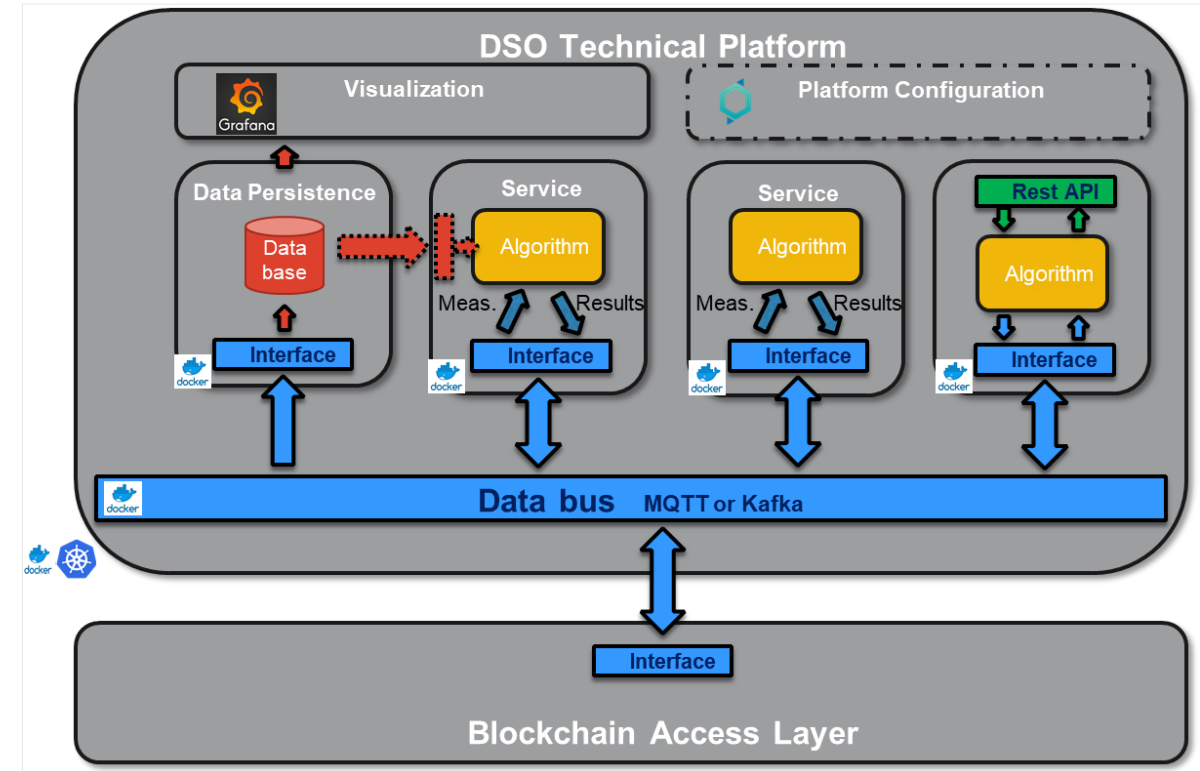 DSO Technical Platform
Visualization
Grafana
Platform Configuration
Data Persistence
Data
base
Interface
docker
Service
Algorithm
Meas.
Results
Interface
docker
Service
Algorithm
Meas.
Results
Interface
docker
Rest API
Algorithm
Interface
docker
docker
Data bus MQTT or Kafka
docker
Interface
Blockchain Access Layer